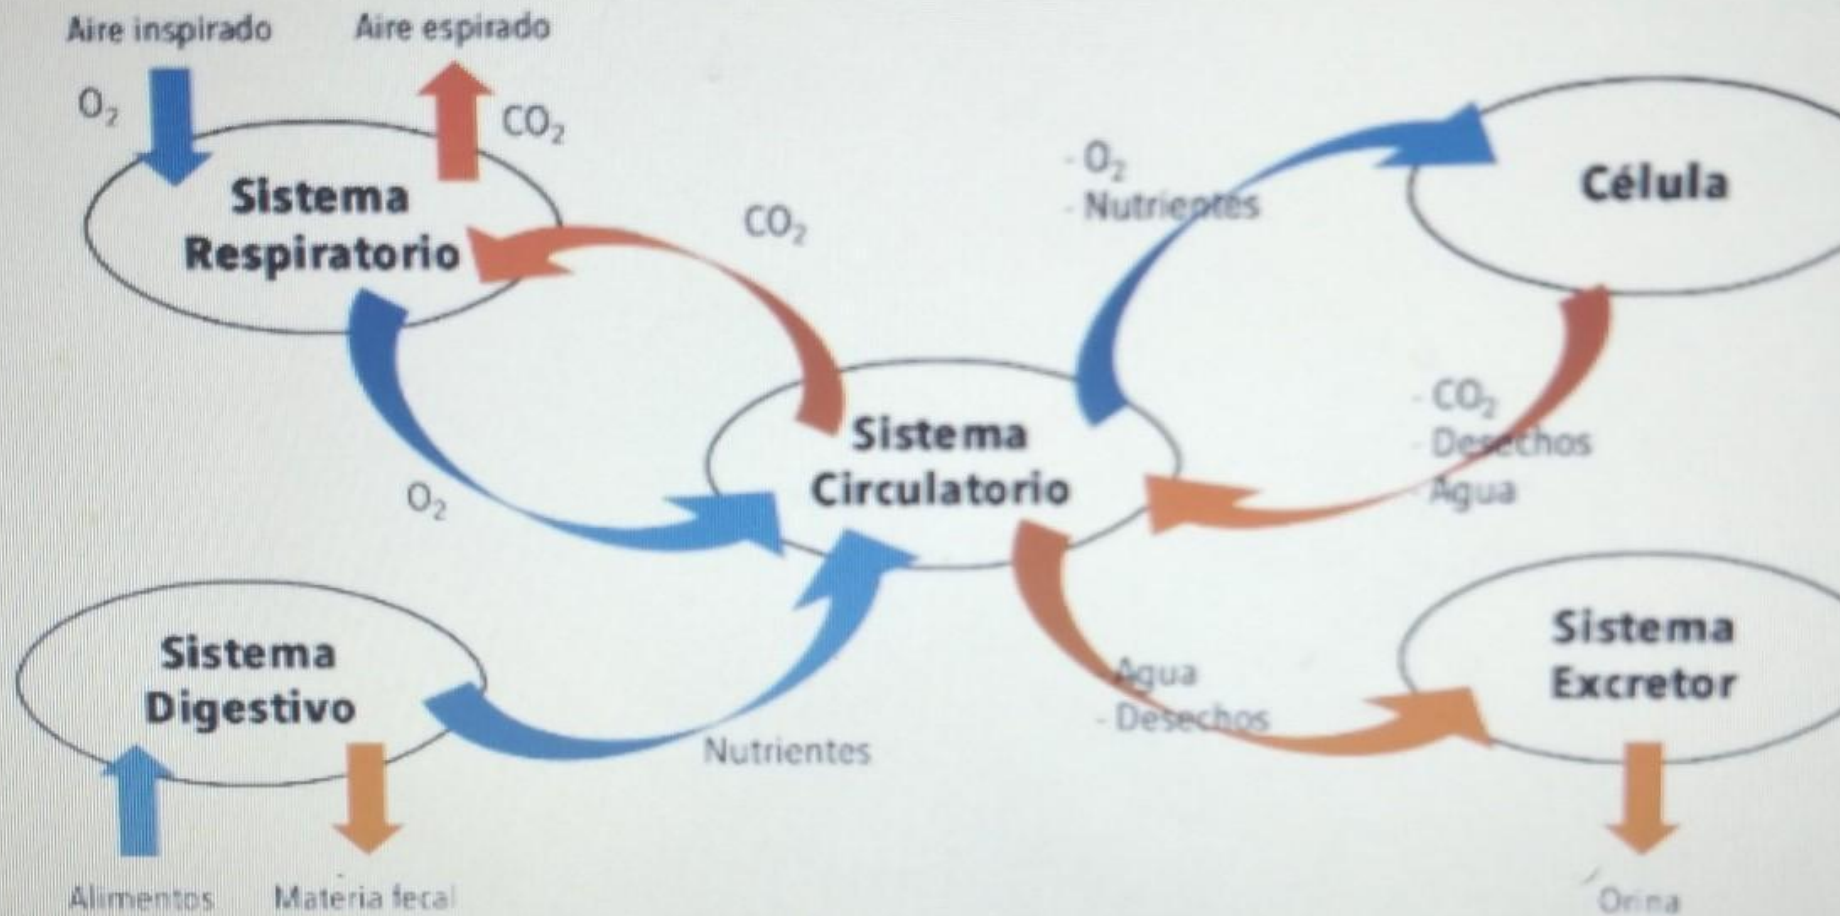 Aire inspirado
Aire espirado
O₂
CO₂
Sistema
Respiratorio
CO₂
- O₂
- Nutrientes
Célula
O₂
Sistema
Circulatorio
- CO₂
- Desechos
- Agua
Sistema
Digestivo
Nutrientes
Agua
- Desechos
Sistema
Excretor
Alimentos
Materia fecal
Orina